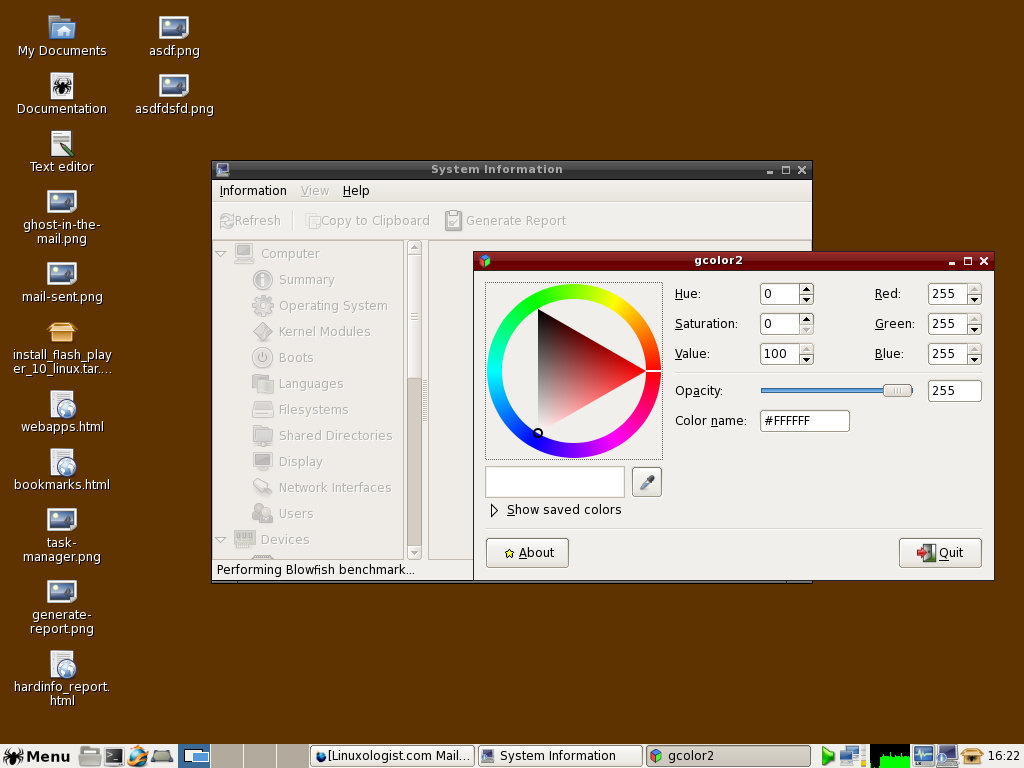 My Documents
asdf.png
Documentation
asdfdsfd.png
Text editor
ghost-in-the-
mail.png
mail-sent.png
install_flash_play
er_10_linux.tar....
webapps.html
bookmarks.html
task-
manager.png
generate-
report.png
hardinfo_report.
html
System Information
Information View Help
Refresh Copy to Clipboard Generate Report
Computer
Summary
Operating System
Kernel Modules
Boots
Languages
Filesystems
Shared Directories
Display
Network Interfaces
Users
Devices
Performing Blowfish benchmark...
gcolor2
Hue: 0 Red: 255
Saturation: 0 Green: 255
Value: 100 Blue: 255
Opacity: 255
Color name: #FFFFFF
Show saved colors
About Quit
Menu [Linuxologist.com Mail... System Information gcolor2 16:22